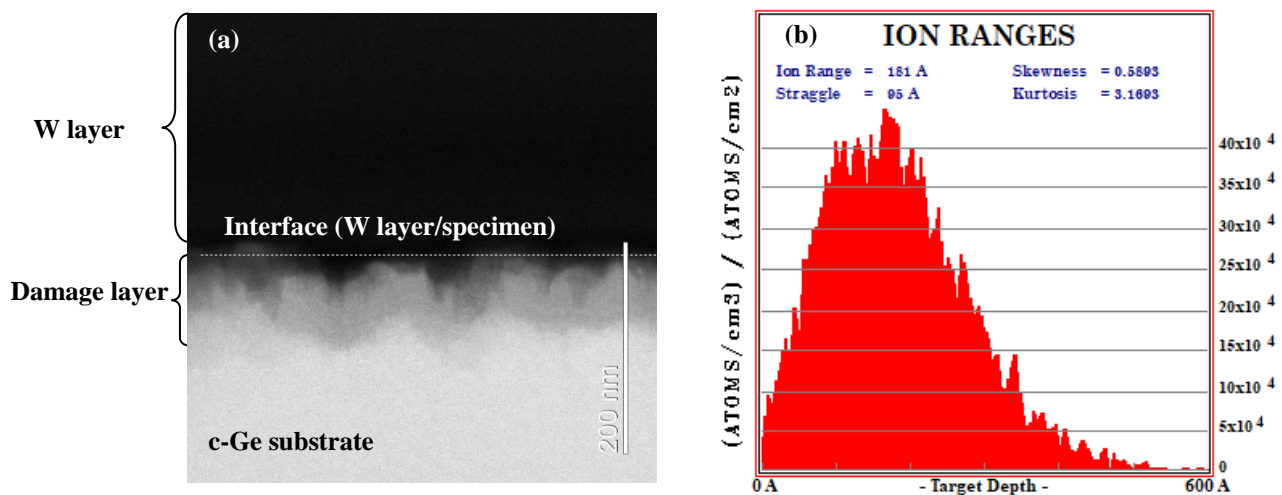 (a)
W layer
Interface (W layer/specimen)
Damage layer
200 nm
c-Ge substrate
(b)
ION RANGES
Ion Range = 181 A Skewness = 0.5893
Straggle = 95 A Kurtosis = 3.1693
(ATOMS/cm3) / (ATOMS/cm2)
40x10 4
35x10 4
30x10 4
25x10 4
20x10 4
15x10 4
10x10 4
5x10 4
0
0 A - Target Depth - 600 A